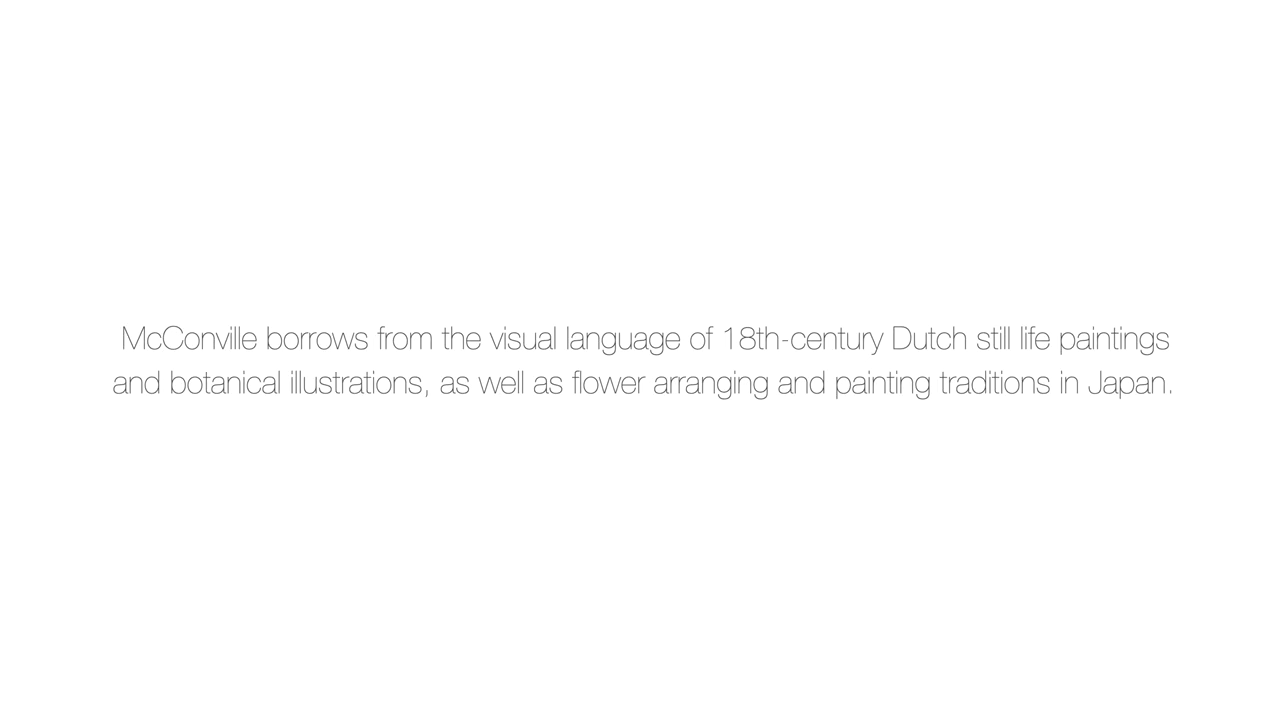 McConville borrows from the visual language of 18th-century Dutch still life paintings
and botanical illustrations, as well as flower arranging and painting traditions in Japan.